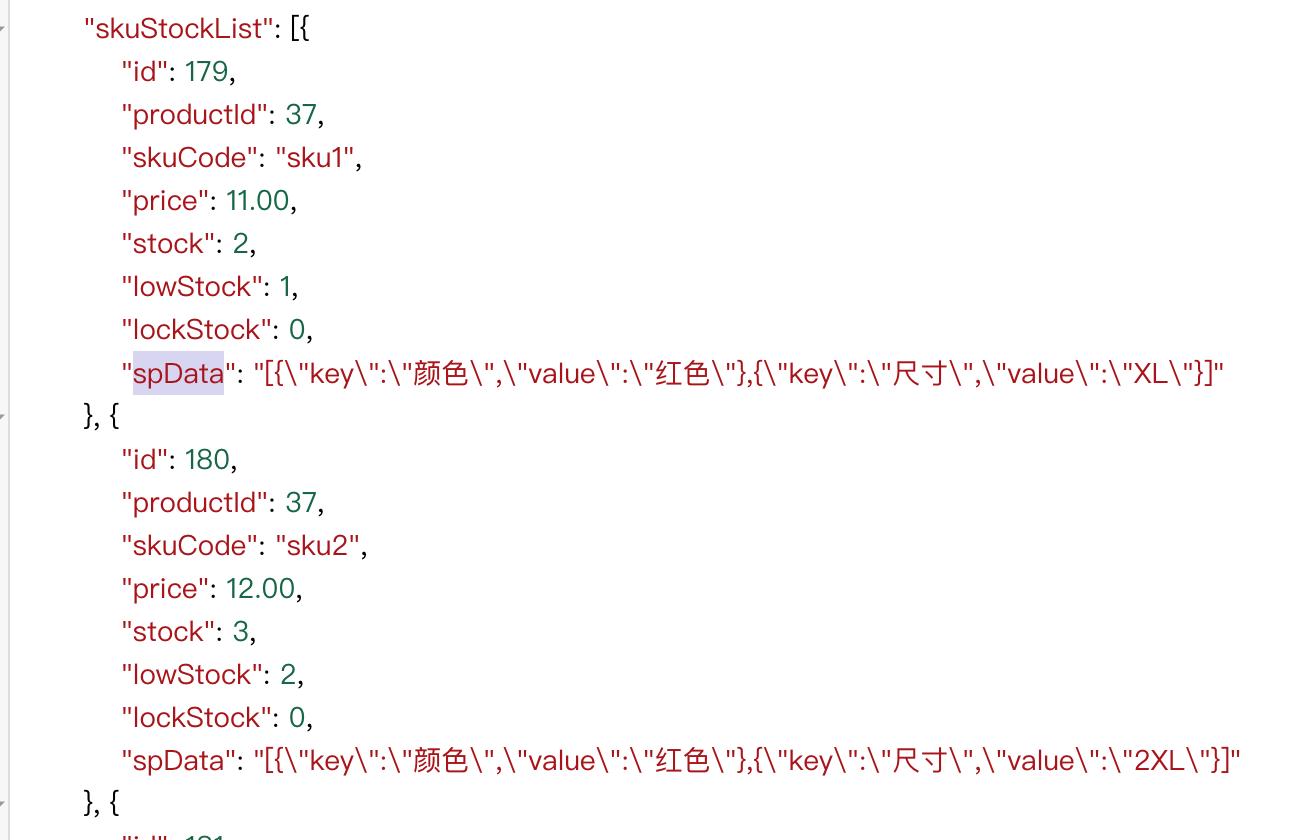 "skuStockList": [{
"id": 179,
"productId": 37,
"skuCode": "sku1",
"price": 11.00,
"stock": 2,
"lowStock": 1,
"lockStock": 0,
"spData": "[{\"key\":\"颜色\",\"value\":\"红色\"},{\"key\":\"尺寸\",\"value\":\"XL\"}]"
}, {
"id": 180,
"productId": 37,
"skuCode": "sku2",
"price": 12.00,
"stock": 3,
"lowStock": 2,
"lockStock": 0,
"spData": "[{\"key\":\"颜色\",\"value\":\"红色\"},{\"key\":\"尺寸\",\"value\":\"2XL\"}]"
}, {